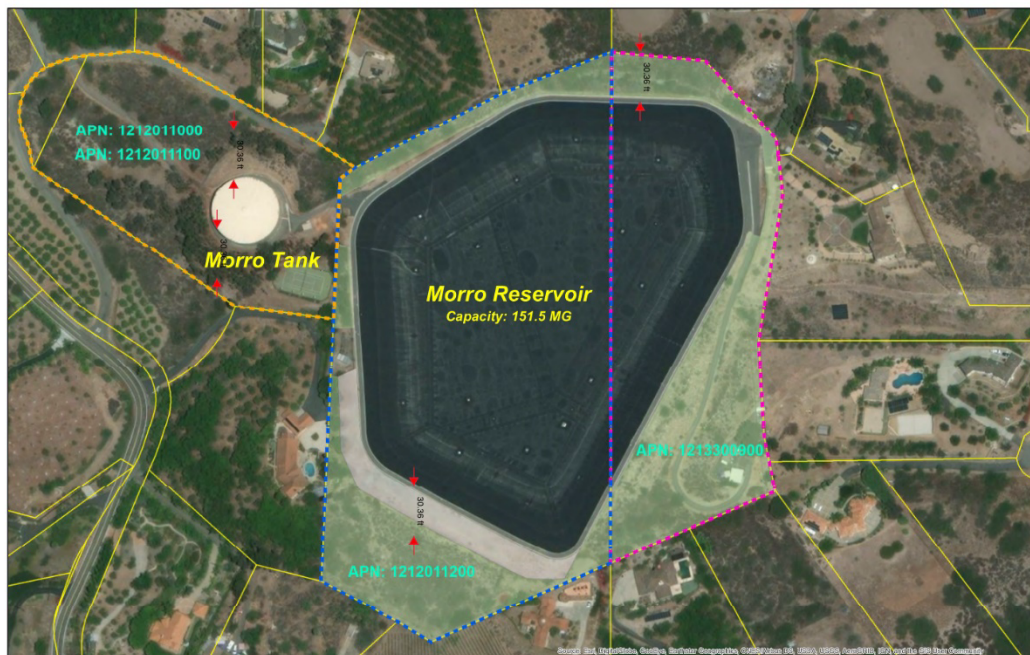 30.36 ft
APN: 1212011000
APN: 1212011100
30.36 ft
Morro Tank
Morro Reservoir
Capacity: 151.5 MG
APN: 1213300900
30.36 ft
APN: 1212011200